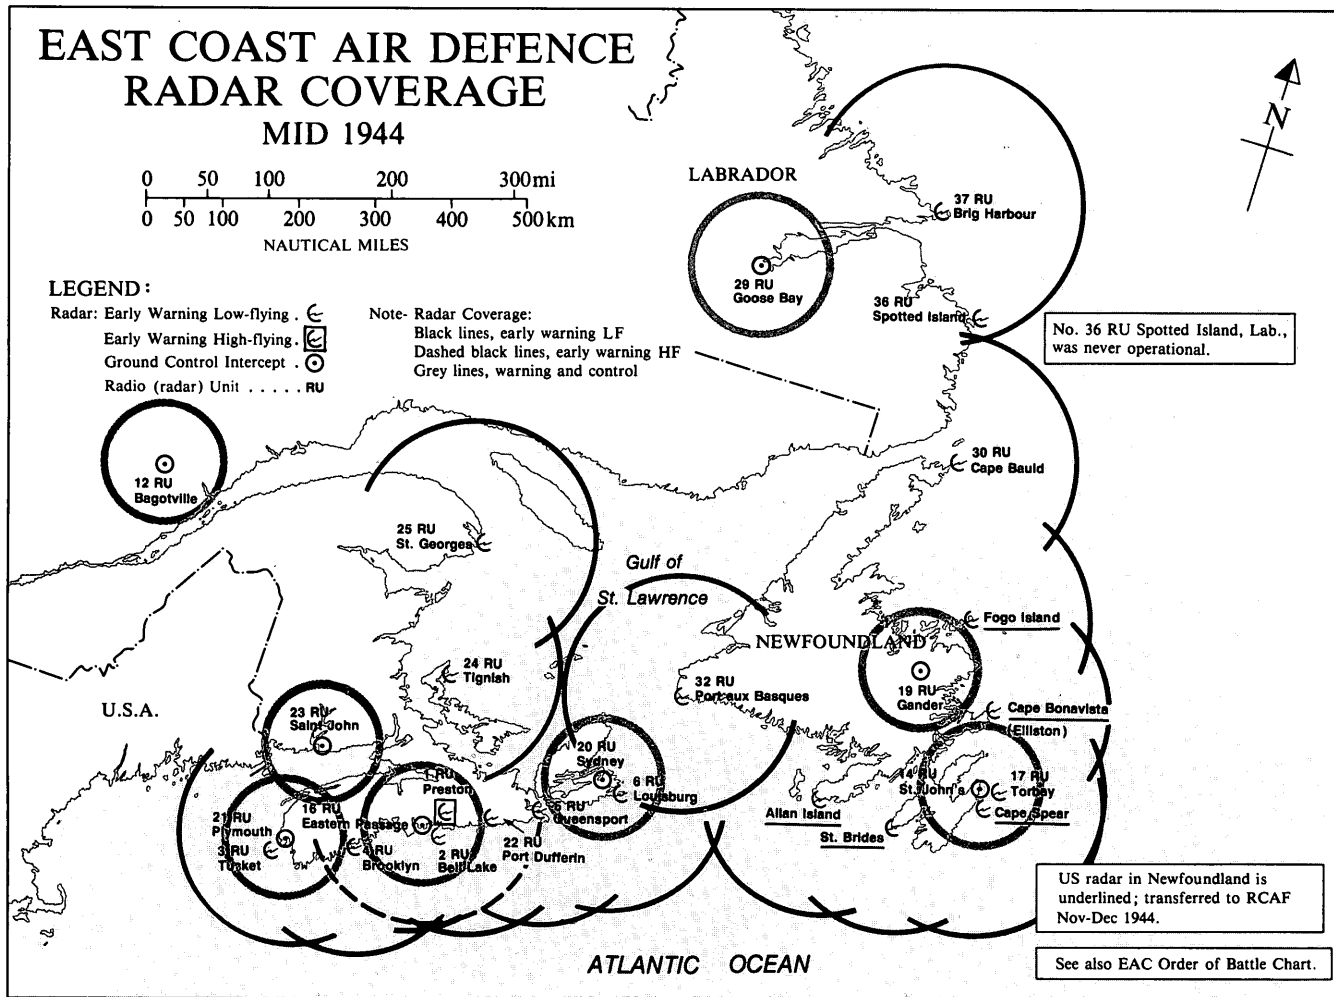 EAST COAST AIR DEFENCE
RADAR COVERAGE
MID 1944
0 50 100 200 300mi
0 50 100 200 300 400 500km
NAUTICAL MILES
N
LEGEND:
Radar: Early Warning Low-flying .
Early Warning High-flying .
Ground Control Intercept .
Radio (radar) Unit . . . . . RU
Note- Radar Coverage:
Black lines, early warning LF
Dashed black lines, early warning HF
Grey lines, warning and control
LABRADOR
37 RU
Brig Harbour
29 RU
Goose Bay
36 RU
Spotted Island
No. 36 RU Spotted Island, Lab.,
was never operational.
12 RU
Bagotville
30 RU
Cape Bauld
25 RU
St. Georges
Gulf of
St. Lawrence
Fogo Island
NEWFOUNDLAND
24 RU
Tignish
32 RU
Port aux Basques
19 RU
Gander
Cape Bonavista
(Elliston)
U.S.A.
23 RU
Saint John
20 RU
Sydney
6 RU
Louisburg
1 RU
Preston
14 RU
St. John's
17 RU
Torbay
Cape Spear
Allan Island
St. Brides
5 RU
Queensport
21 RU
Plymouth
16 RU
Eastern Passage
3 RU
Tusket
4 RU
Brooklyn
2 RU
Bell Lake
22 RU
Port Dufferin
US radar in Newfoundland is
underlined; transferred to RCAF
Nov-Dec 1944.
ATLANTIC OCEAN
See also EAC Order of Battle Chart.